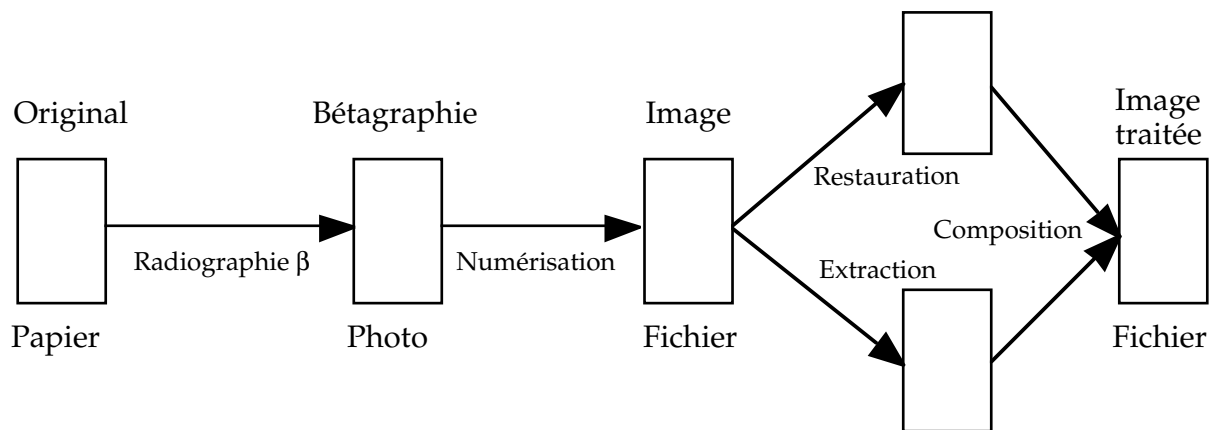 Original
Bétagraphie
Image
Image
traitée
Restauration
Radiographie β
Numérisation
Extraction
Composition
Papier
Photo
Fichier
Fichier